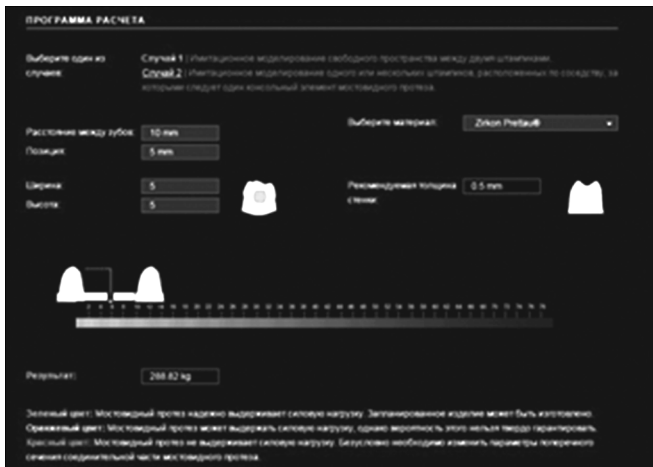 ПРОГРАММА РАСЧЕТА
Выберите один из случаев:
Случай 1 | Имитационное моделирование свободного пространства между двумя штампиками.
Случай 2 | Имитационное моделирование одного или нескольких штампиков, расположенных по соседству, за
которыми следует один консольный элемент мостовидного протеза.
Расстояние между зубов: 10 mm
Выберите материал: Zirkon Prettau®
Позиция: 5 mm
Ширина: 5
Рекомендуемая толщина стенки: 0.5 mm
Высота: 5
Результат: 288.82 kg
Зеленый цвет: Мостовидный протез надежно выдерживает силовую нагрузку. Запланированное изделие может быть изготовлено.
Оранжевый цвет: Мостовидный протез может выдержать силовую нагрузку, однако вероятность этого нельзя твердо гарантировать.
Красный цвет: Мостовидный протез не выдерживает силовую нагрузку. Безусловно необходимо изменить параметры поперечного
сечения соединительной части мостовидного протеза.